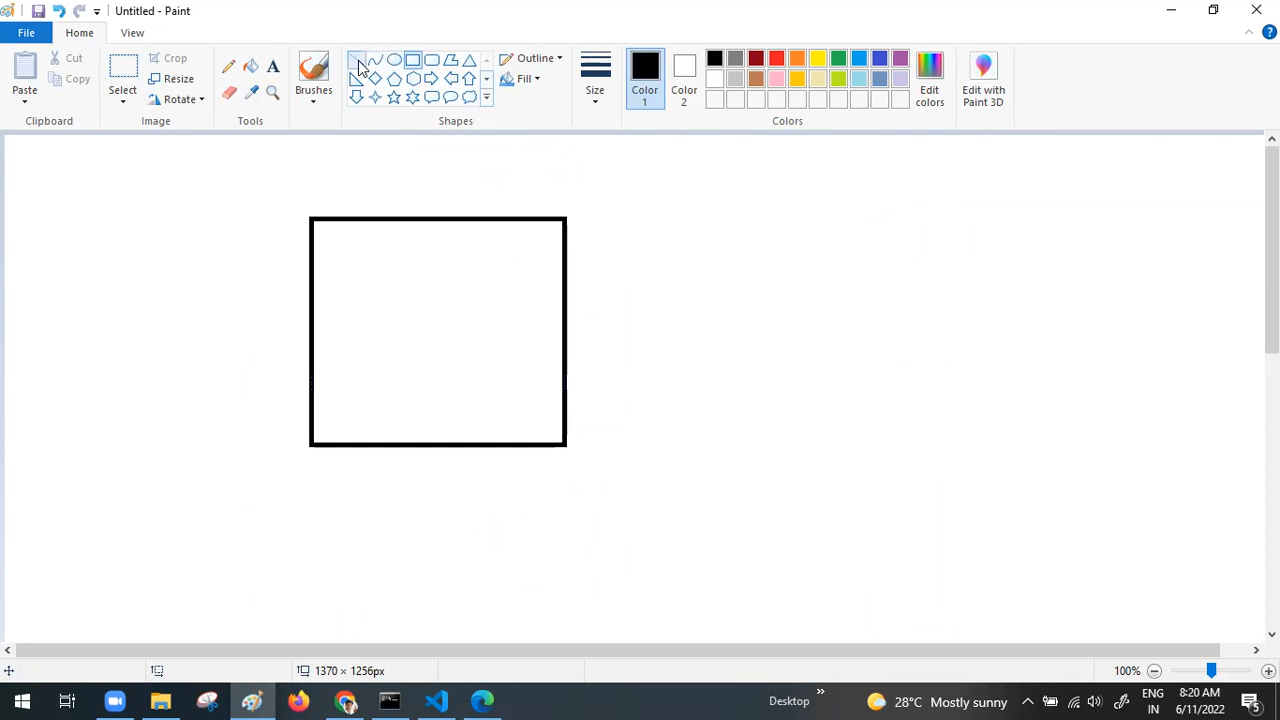 Untitled - Paint
File Home View
Paste
Cut
Copy
Clipboard
Select
Crop
Resize
Rotate
Image
A
Tools
Brushes
Outline
Fill
Shapes
Size
Color 1
Color 2
Edit colors
Colors
Edit with Paint 3D
1370 × 1256px
100%
Desktop
28°C Mostly sunny
ENG IN
8:20 AM
6/11/2022
5